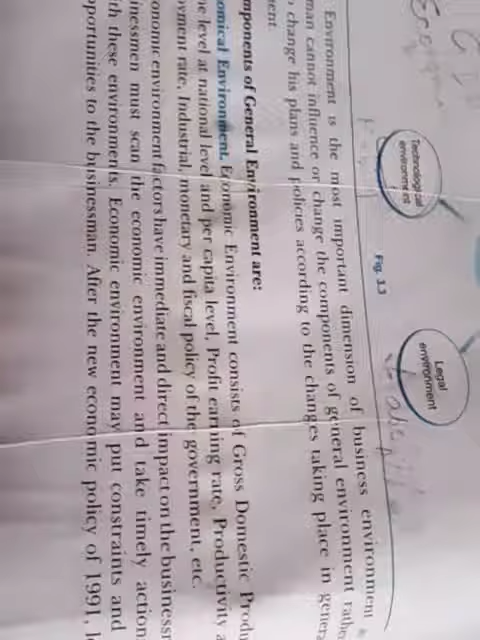 Technological
environment
Legal
environment
Fig. 3.3
Environment is the most important dimension of business environment
man cannot influence or change the components of general environment rathe
change his plans and policies according to the changes taking place in genera
ment.
mponents of General Environment are:
omical Environment. Economic Environment consists of Gross Domestic Produ
me level at national level and per capita level, Profit earning rate, Productivity a
oyment rate, Industrial, monetary and fiscal policy of the government, etc.
onomic environment factors have immediate and direct impact on the businessm
inessmen must scan the economic environment and take timely action
th these environments. Economic environment may put constraints and
pportunities to the businessman. After the new economic policy of 1991, l